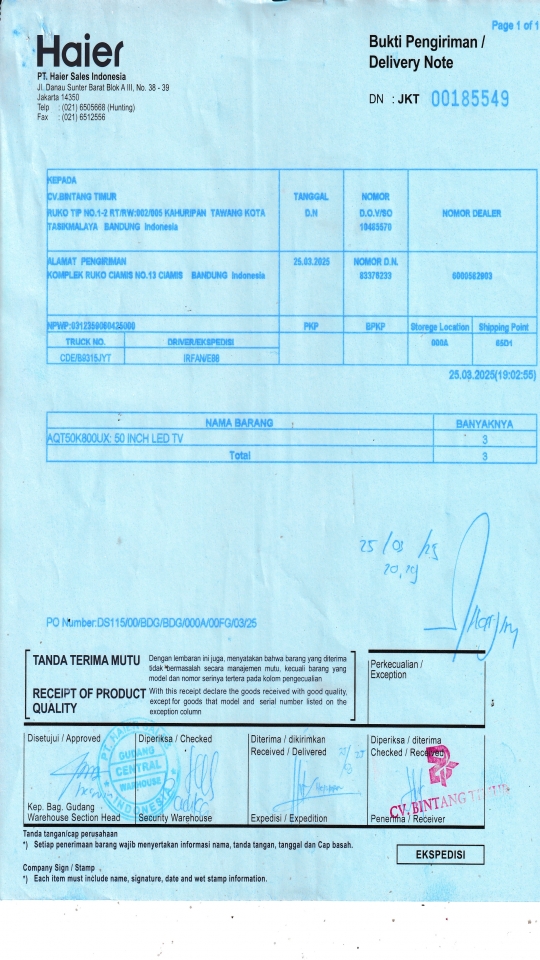 Page 1 of 1
Haier
Bukti Pengiriman /
Delivery Note
PT. Haier Sales Indonesia
Jl. Danau Sunter Barat Blok A III, No. 38 - 39
Jakarta 14350
Telp : (021) 6505668 (Hunting)
Fax : (021) 6512556
DN : JKT 00185549
KEPADA
CV.BINTANG TIMUR
RUKO TIP NO.1-2 RT/RW:002/005 KAHURIPAN TAWANG KOTA
TASIKMALAYA BANDUNG Indonesia
TANGGAL
D.N
NOMOR
D.O.V/SO
10485570
NOMOR DEALER
ALAMAT PENGIRIMAN
KOMPLEK RUKO CIAMIS NO.13 CIAMIS BANDUNG Indonesia
25.03.2025
NOMOR D.N.
83378233
PKP
BPKP
Storege Location
Shipping Point
TRUCK NO.
DRIVER/EKSPEDISI
000A
65D1
CDE/B9315JYT
25.03.2025(19:02:55)
NAMA BARANG
BANYAKNYA
AQT50K800UX: 50 INCH LED TV
3
Total
3
25/03/25
PO Number:DS115/00/BDG/BDG/000A/00FG/03/25
TANDA TERIMA MUTU
Dengan lembaran ini juga, menyatakan bahwa barang yang diterima
tidak bermasalah secara manajemen mutu, kecuali barang yang
model dan nomor serinya tertera pada kolom pengecualian
RECEIPT OF PRODUCT
QUALITY
With this receipt declare the goods received with good quality,
except for goods that model and serial number listed on the
exception column
Perkecualian /
Exception
Disetujui / Approved
Diperiksa / Checked
Diterima / dikirimkan
Received / Delivered
Diperiksa / diterima
Checked / Received
GUDANG
CENTRAL
WAREHOUSE
INDONESIA
CV. BINTANG TIMUR
Kep. Bag. Gudang
Warehouse Section Head
Security Warehouse
Expedisi / Expedition
Penerima / Receiver
Tanda tangan/cap perusahaan
*) Setiap penerimaan barang wajib menyertakan informasi nama, tanda tangan, tanggal dan Cap basah.
EKSPEDISI
Company Sign / Stamp
*) Each item must include name, signature, date and wet stamp information.